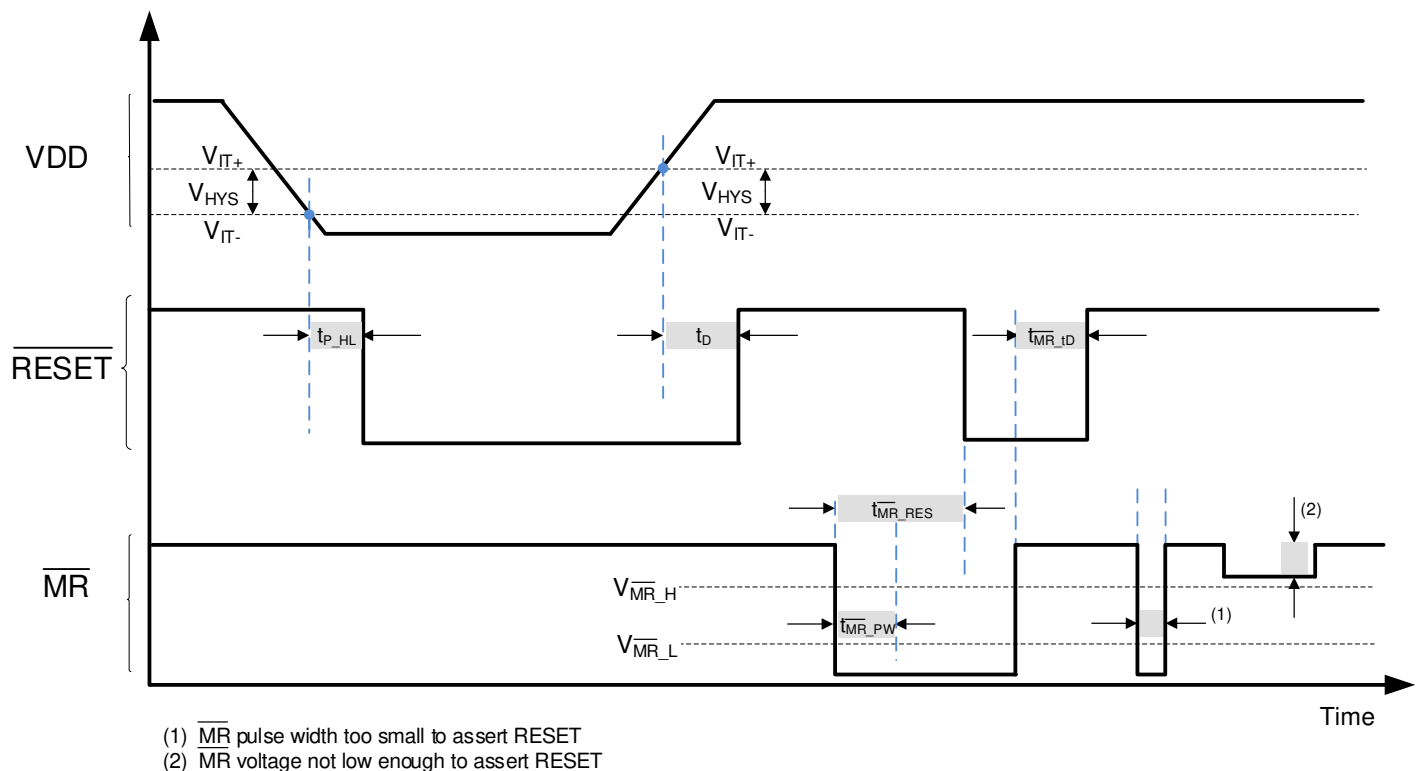 VDD
VIT+
VHYS
VIT-
VIT+
VHYS
VIT-
RESET
tP_HL
tD
tMR_tD
tMR_RES
(2)
MR
VMR_H
tMR_PW
(1)
VMR_L
Time
(1) MR pulse width too small to assert RESET
(2) MR voltage not low enough to assert RESET